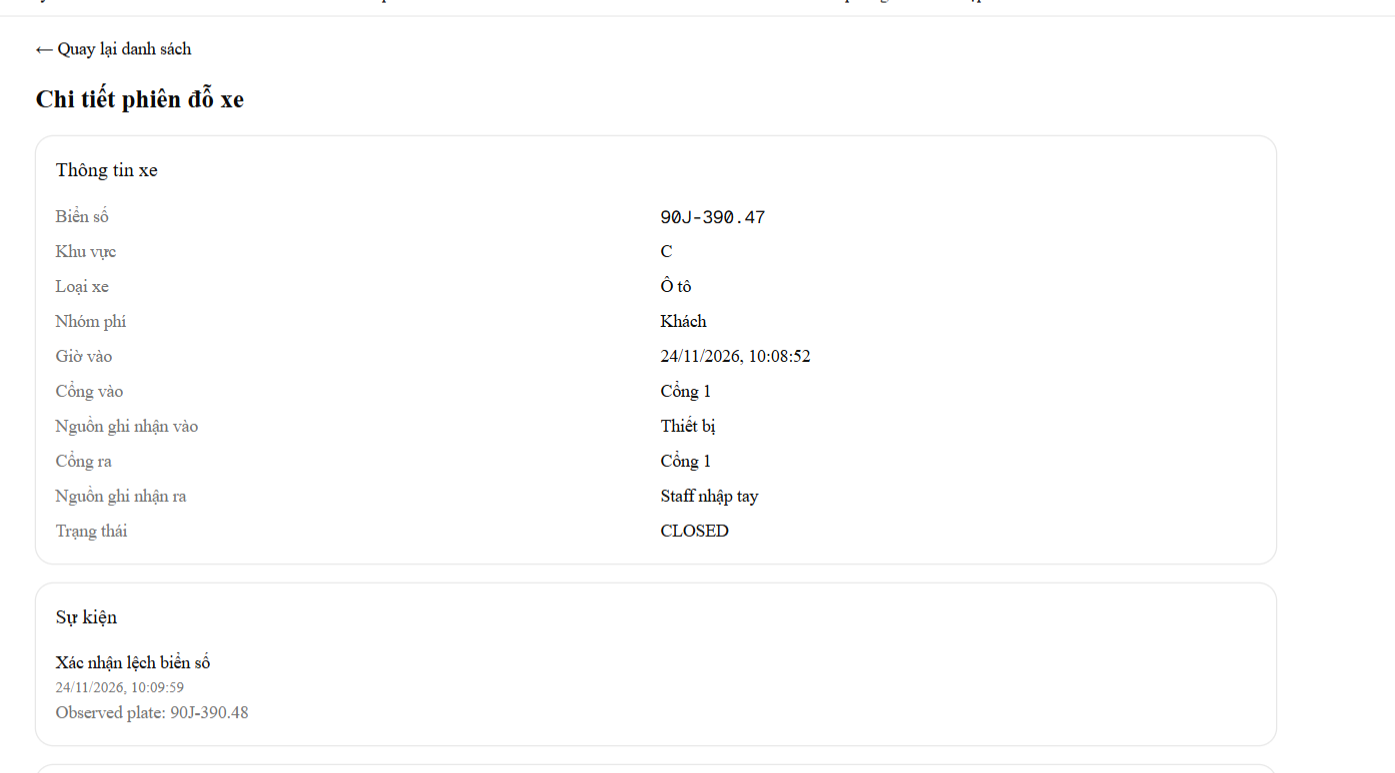 ← Quay lại danh sách
Chi tiết phiên đỗ xe
Thông tin xe
Biển số 90J-390.47
Khu vực C
Loại xe Ô tô
Nhóm phí Khách
Giờ vào 24/11/2026, 10:08:52
Cổng vào Cổng 1
Nguồn ghi nhận vào Thiết bị
Cổng ra Cổng 1
Nguồn ghi nhận ra Staff nhập tay
Trạng thái CLOSED
Sự kiện
Xác nhận lệch biển số
24/11/2026, 10:09:59
Observed plate: 90J-390.48